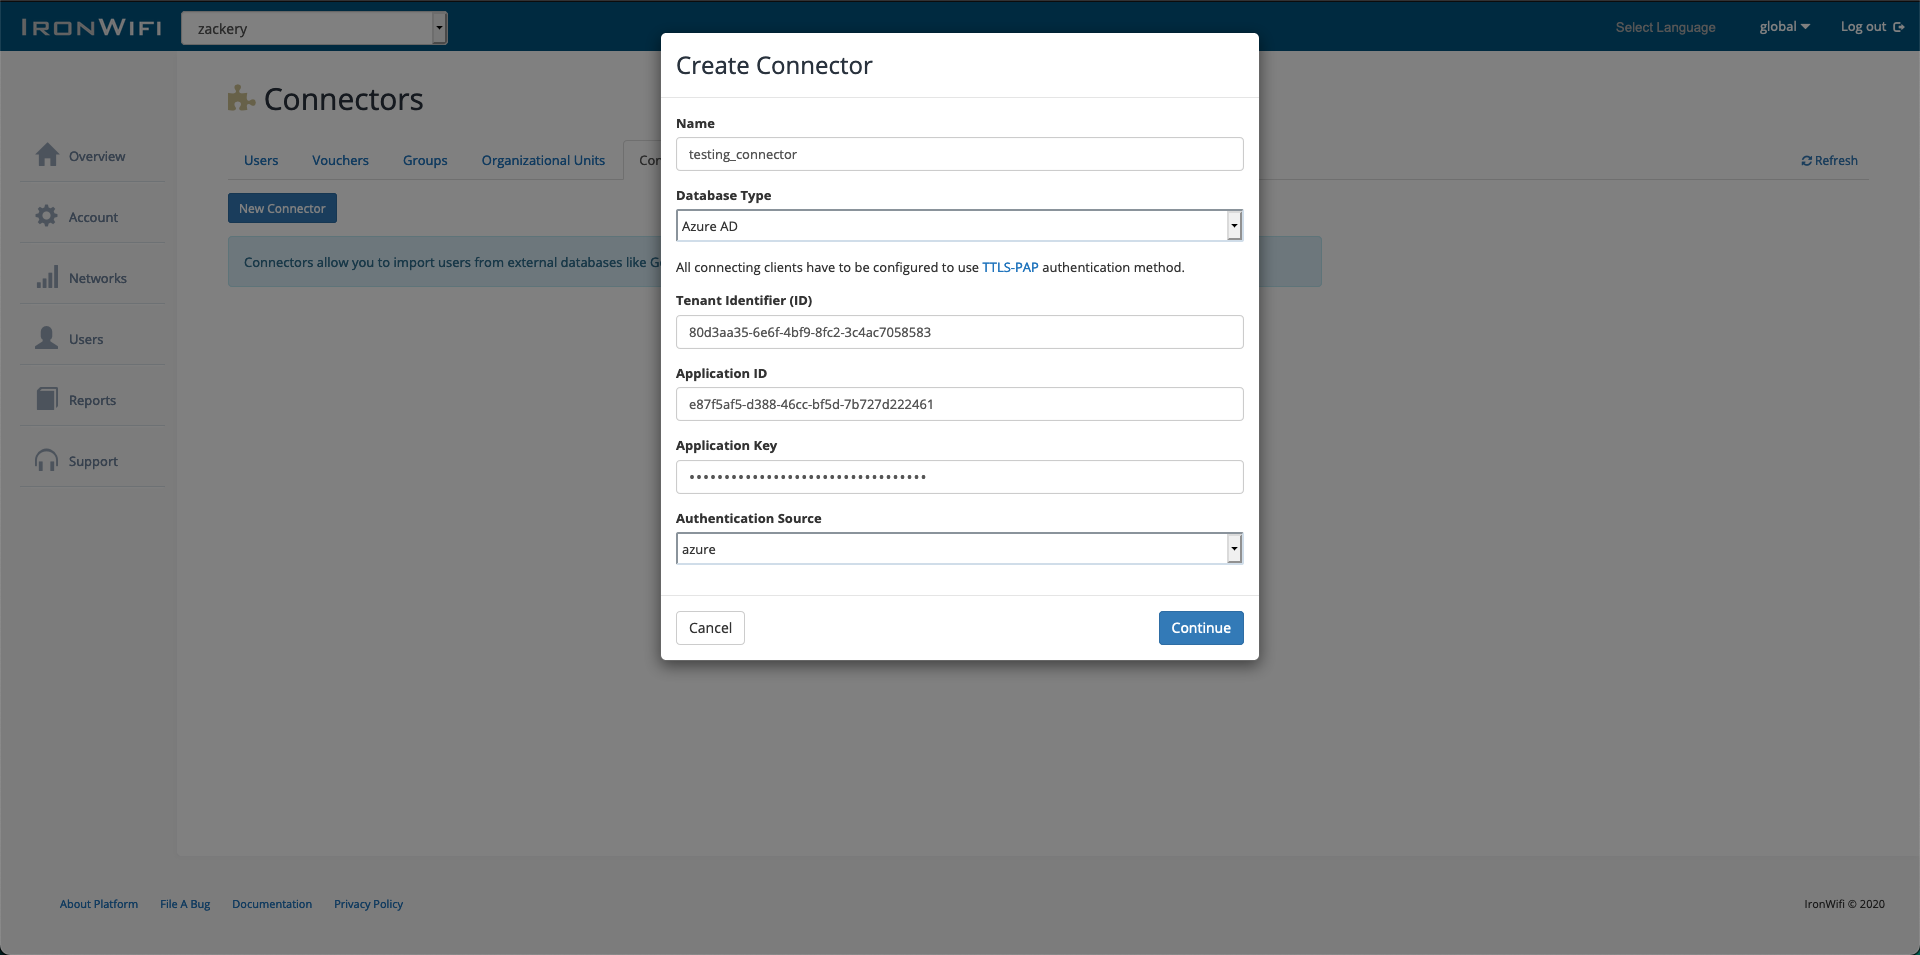 IRONWIFI
zackery
Select Language
global
Log out
Connectors
Overview
Account
Networks
Users
Reports
Support
Users
Vouchers
Groups
Organizational Units
Refresh
New Connector
Connectors allow you to import users from external databases like
Create Connector
Name
testing_connector
Database Type
Azure AD
All connecting clients have to be configured to use TTLS-PAP authentication method.
Tenant Identifier (ID)
80d3aa35-6e6f-4bf9-8fc2-3c4ac7058583
Application ID
e87f5af5-d388-46cc-bf5d-7b727d222461
Application Key
••••••••••••••••••••••••••••••••••
Authentication Source
azure
Cancel
Continue
About Platform
File A Bug
Documentation
Privacy Policy
IronWifi © 2020